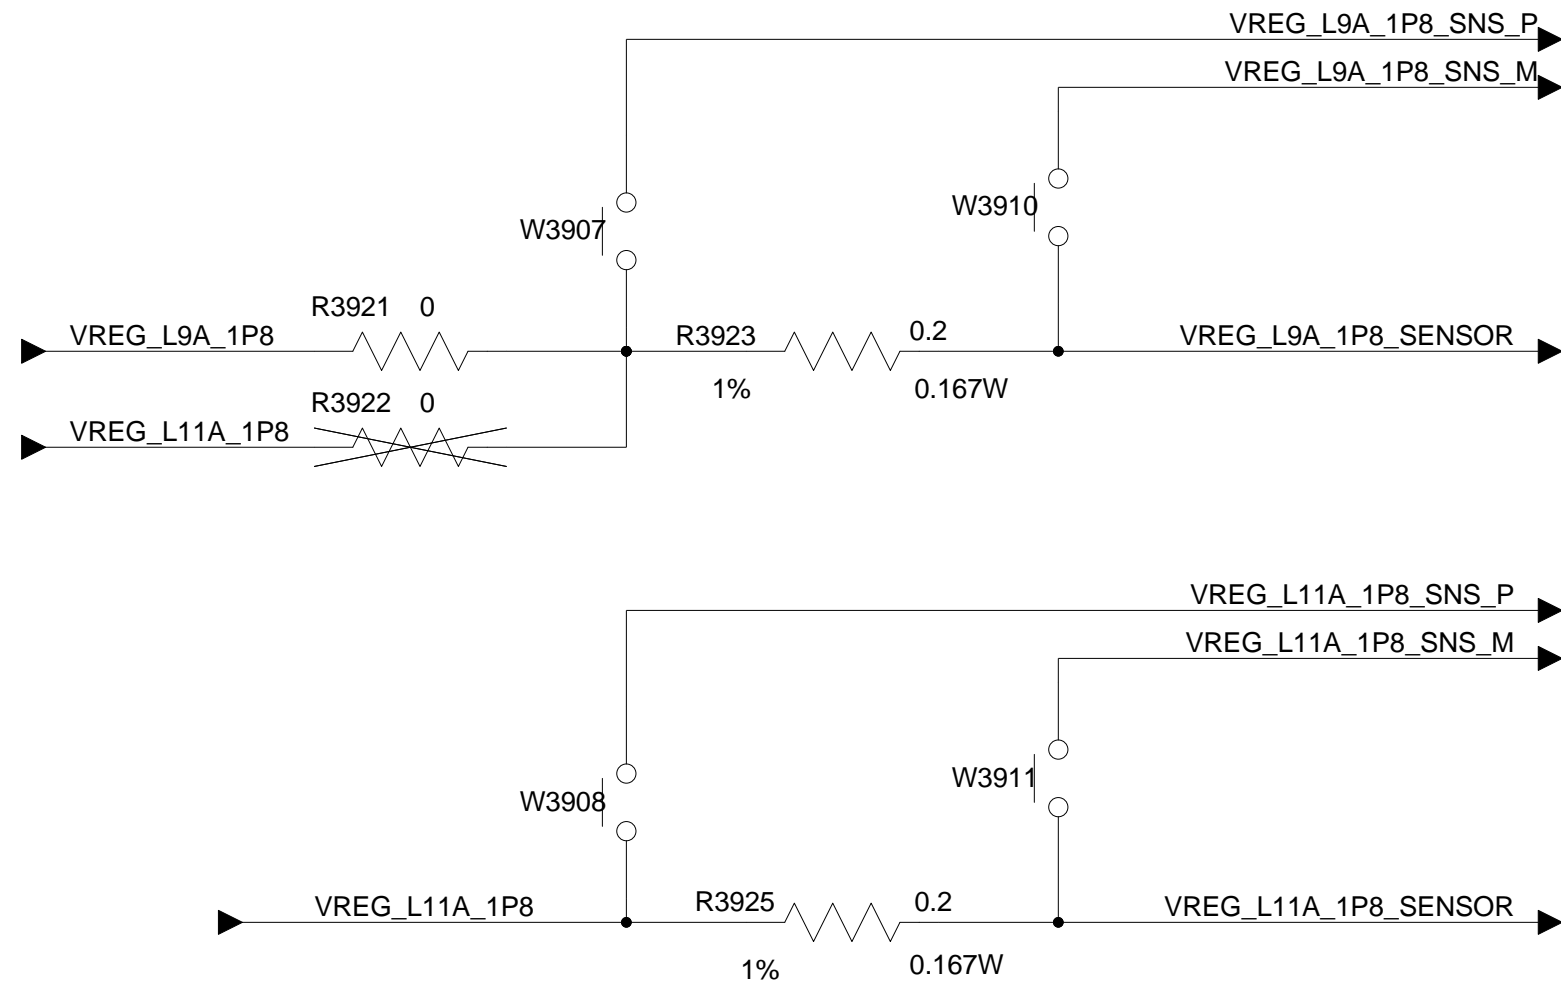 VREG_L9A_1P8_SNS_P
VREG_L9A_1P8_SNS_M
W3907
W3910
R3921 0
VREG_L9A_1P8
R3923 0.2
VREG_L9A_1P8_SENSOR
1% 0.167W
R3922 0
VREG_L11A_1P8
VREG_L11A_1P8_SNS_P
VREG_L11A_1P8_SNS_M
W3908
W3911
VREG_L11A_1P8
R3925 0.2
VREG_L11A_1P8_SENSOR
1% 0.167W